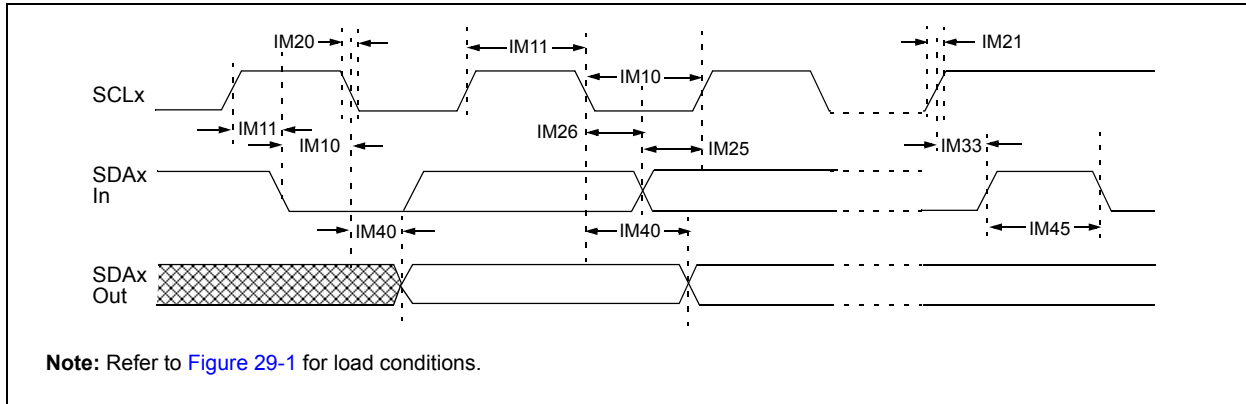 IM20
IM11
IM10
IM21
SCLx
IM11
IM10
IM26
IM25
IM33
SDAx
In
IM40
IM40
IM45
SDAx
Out
Note: Refer to Figure 29-1 for load conditions.